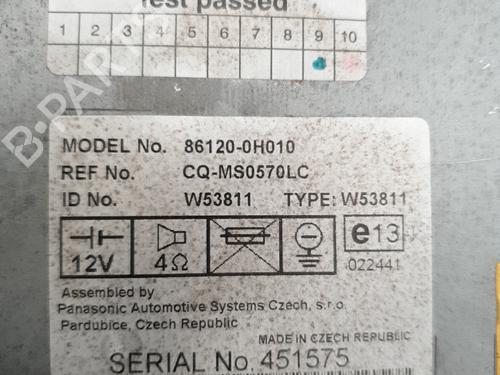 Test passed
1 2 3 4 5 6 7 8 9 10
B-PARTS
MODEL No. 86120-0H010
REF No. CQ-MS0570LC
ID No. W53811 TYPE: W53811
12V 4Ω e13
022441
Assembled by
Panasonic Automotive Systems Czech, s.r.o.
Pardubice, Czech Republic
MADE IN CZECH REPUBLIC
SERIAL No. 451575